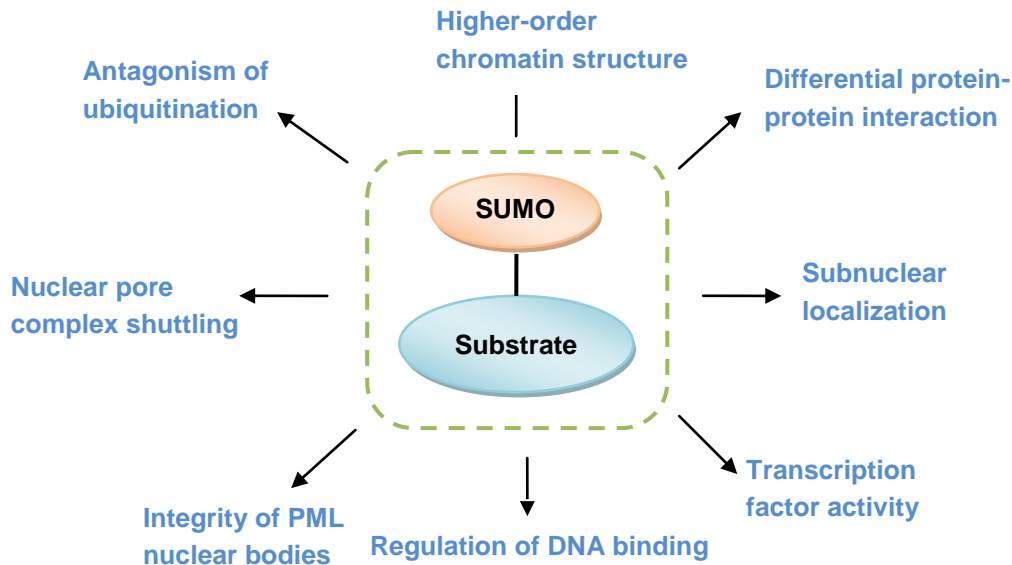 Higher-order
chromatin structure
Antagonism of
ubiquitination
Differential protein-
protein interaction
SUMO
Nuclear pore
complex shuttling
Subnuclear
localization
Substrate
Transcription
factor activity
Integrity of PML
nuclear bodies
Regulation of DNA binding